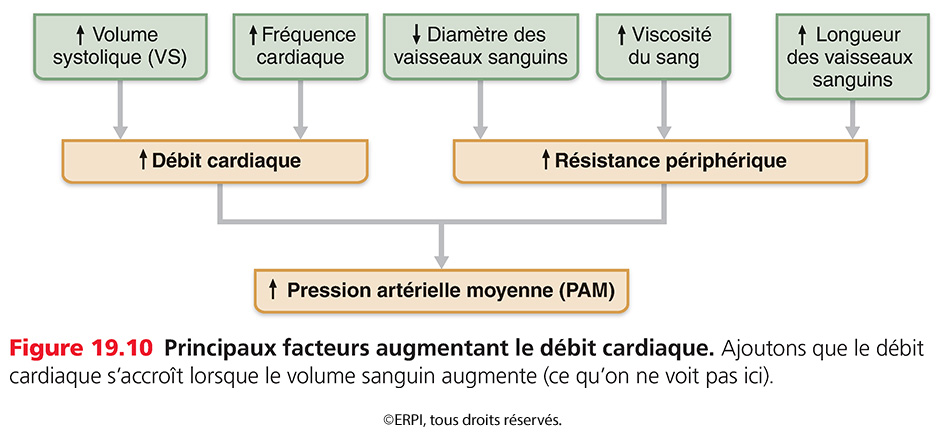 ↑ Volume
systolique (VS)
↑ Fréquence
cardiaque
↓ Diamètre des
vaisseaux sanguins
↑ Viscosité
du sang
↑ Longueur
des vaisseaux
sanguins
↑ Débit cardiaque
↑ Résistance périphérique
↑ Pression artérielle moyenne (PAM)
Figure 19.10 Principaux facteurs augmentant le débit cardiaque. Ajoutons que le débit
cardiaque s’accroît lorsque le volume sanguin augmente (ce qu’on ne voit pas ici).
©ERPI, tous droits réservés.